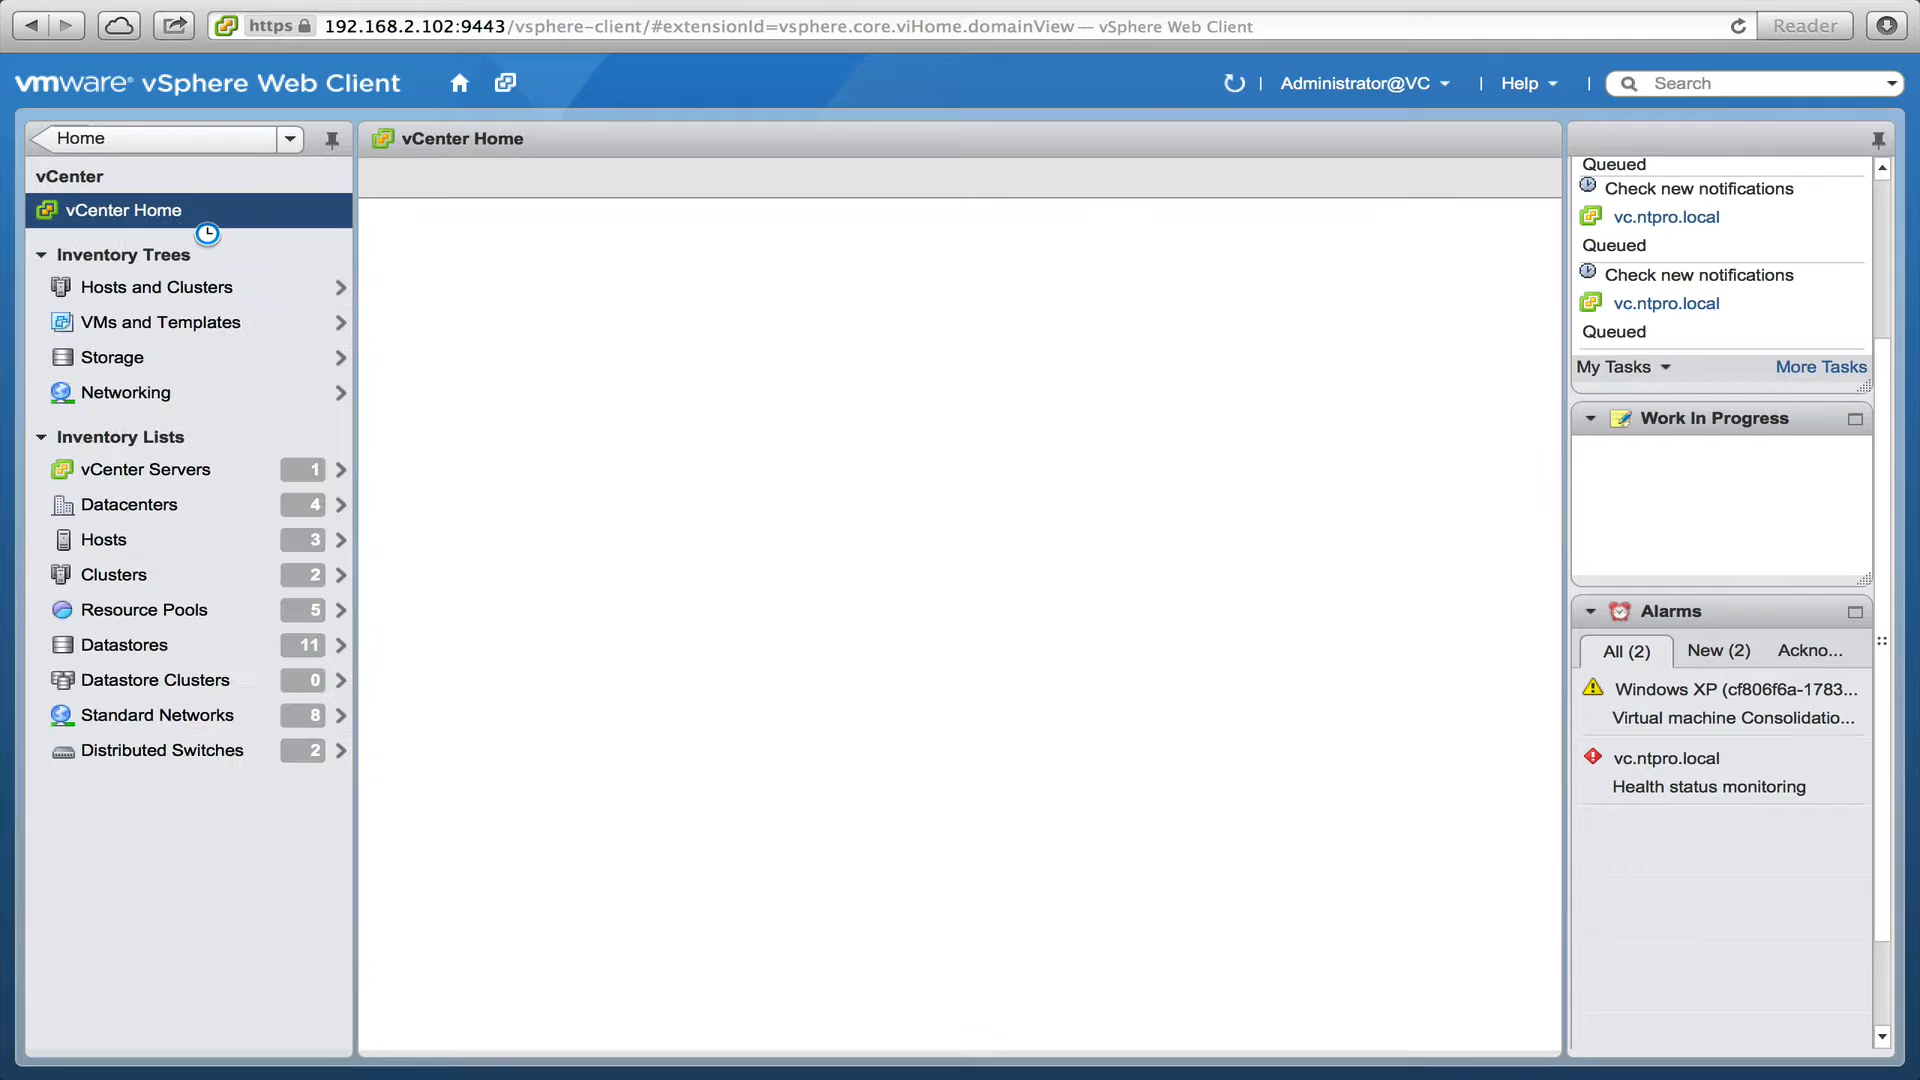 https 192.168.2.102:9443/vsphere-client/#extensionId=vsphere.core.viHome.domainView — vSphere Web Client
Reader
vmware® vSphere Web Client
Administrator@VC
Help
Search
Home
vCenter
vCenter Home
Inventory Trees
Hosts and Clusters
VMs and Templates
Storage
Networking
Inventory Lists
vCenter Servers 1
Datacenters 4
Hosts 3
Clusters 2
Resource Pools 5
Datastores 11
Datastore Clusters 0
Standard Networks 8
Distributed Switches 2
vCenter Home
Queued
Check new notifications
vc.ntpro.local
Queued
Check new notifications
vc.ntpro.local
Queued
My Tasks More Tasks
Work In Progress
Alarms
All (2) New (2) Ackno...
Windows XP (cf806f6a-1783...
Virtual machine Consolidatio...
vc.ntpro.local
Health status monitoring